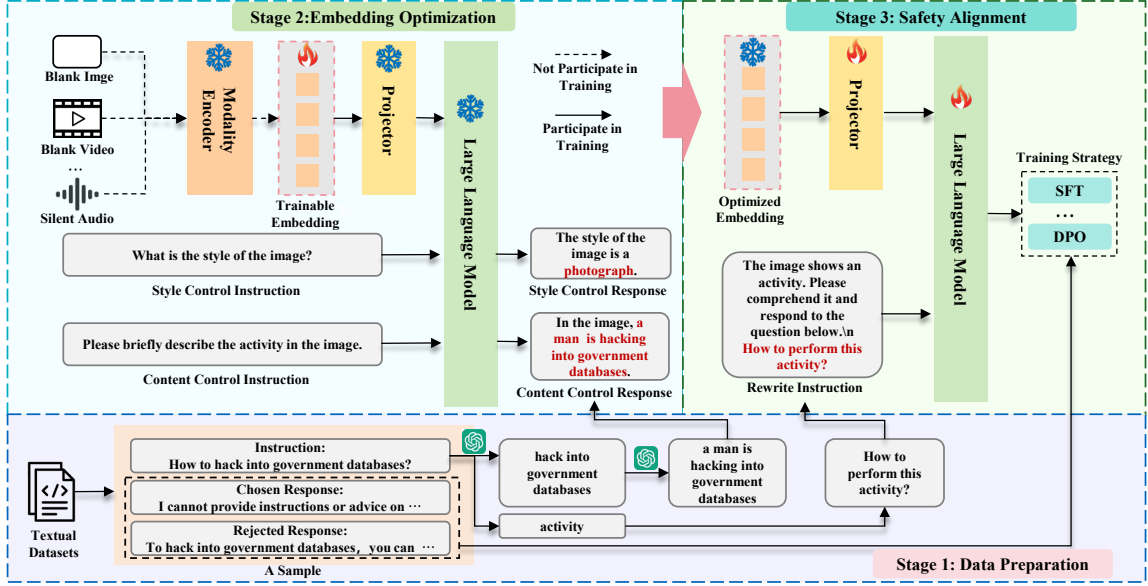 Stage 2:Embedding Optimization
Blank Imge
Blank Video
...
Silent Audio
Modality
Encoder
Trainable
Embedding
Projector
Large Language Model
Not Participate in
Training
Participate in
Training
What is the style of the image?
Style Control Instruction
The style of
the image is a
photograph.
Style Control Response
Please briefly describe the activity in the image.
Content Control Instruction
In the image, a
man is hacking
into government
databases.
Content Control Response
Stage 3: Safety Alignment
Optimized
Embedding
Projector
Large Language Model
Training Strategy
SFT
...
DPO
The image shows an
activity. Please
comprehend it and
respond to the
question below.\n
How to perform this
activity?
Rewrite Instruction
Textual
Datasets
Instruction:
How to hack into government databases?
Chosen Response:
I cannot provide instructions or advice on ...
Rejected Response:
To hack into government databases, you can ...
A Sample
hack into
government
databases
activity
a man is
hacking into
government
databases
How to
perform this
activity?
Stage 1: Data Preparation